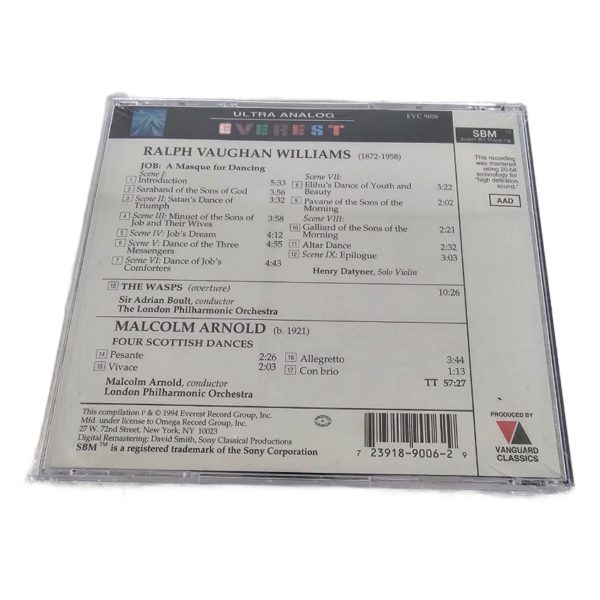 ULTRA ANALOG
EVEREST
EVC 9006
SBM™
Super Bit Mapping
This recording
was mastered
using 20-bit
technology for
"high definition
sound."
AAD
RALPH VAUGHAN WILLIAMS (1872-1958)
JOB: A Masque for Dancing
Scene I:
1 Introduction 5:33
2 Saraband of the Sons of God 3:56
3 Scene II: Satan's Dance of 3:32
Triumph
4 Scene III: Minuet of the Sons of 3:58
Job and Their Wives
5 Scene IV: Job's Dream 4:12
6 Scene V: Dance of the Three 4:55
Messengers
7 Scene VI: Dance of Job's 4:43
Comforters
Scene VII:
8 Elihu's Dance of Youth and 3:22
Beauty
9 Pavane of the Sons of the 2:02
Morning
Scene VIII:
10 Galliard of the Sons of the 2:21
Morning
11 Altar Dance 2:32
12 Scene IX: Epilogue 3:03
Henry Datyner, Solo Violin
13 THE WASPS (overture) 10:26
Sir Adrian Boult, conductor
The London Philharmonic Orchestra
MALCOLM ARNOLD (b. 1921)
FOUR SCOTTISH DANCES
14 Pesante 2:26
15 Vivace 2:03
16 Allegretto 3:44
17 Con brio 1:13
Malcolm Arnold, conductor
London Philharmonic Orchestra
TT 57:27
This compilation P & © 1994 Everest Record Group, Inc.
Mfd. under license to Omega Record Group, Inc.
27 W. 72nd Street, New York, NY 10023
Digital Remastering: David Smith, Sony Classical Productions
SBM™ is a registered trademark of the Sony Corporation
7 23918-9006-2 9
PRODUCED BY
VANGUARD
CLASSICS